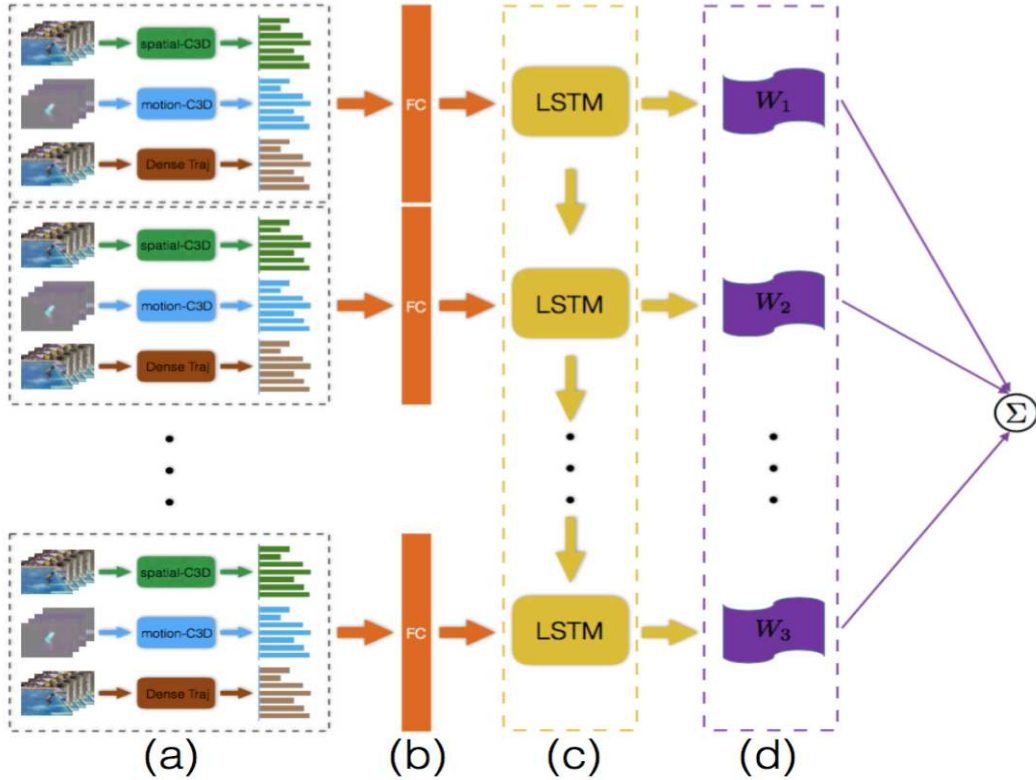 spatial-C3D
motion-C3D
Dense Traj
FC
LSTM
W1
spatial-C3D
motion-C3D
Dense Traj
FC
LSTM
W2
Σ
spatial-C3D
motion-C3D
Dense Traj
FC
LSTM
W3
(a) (b) (c) (d)